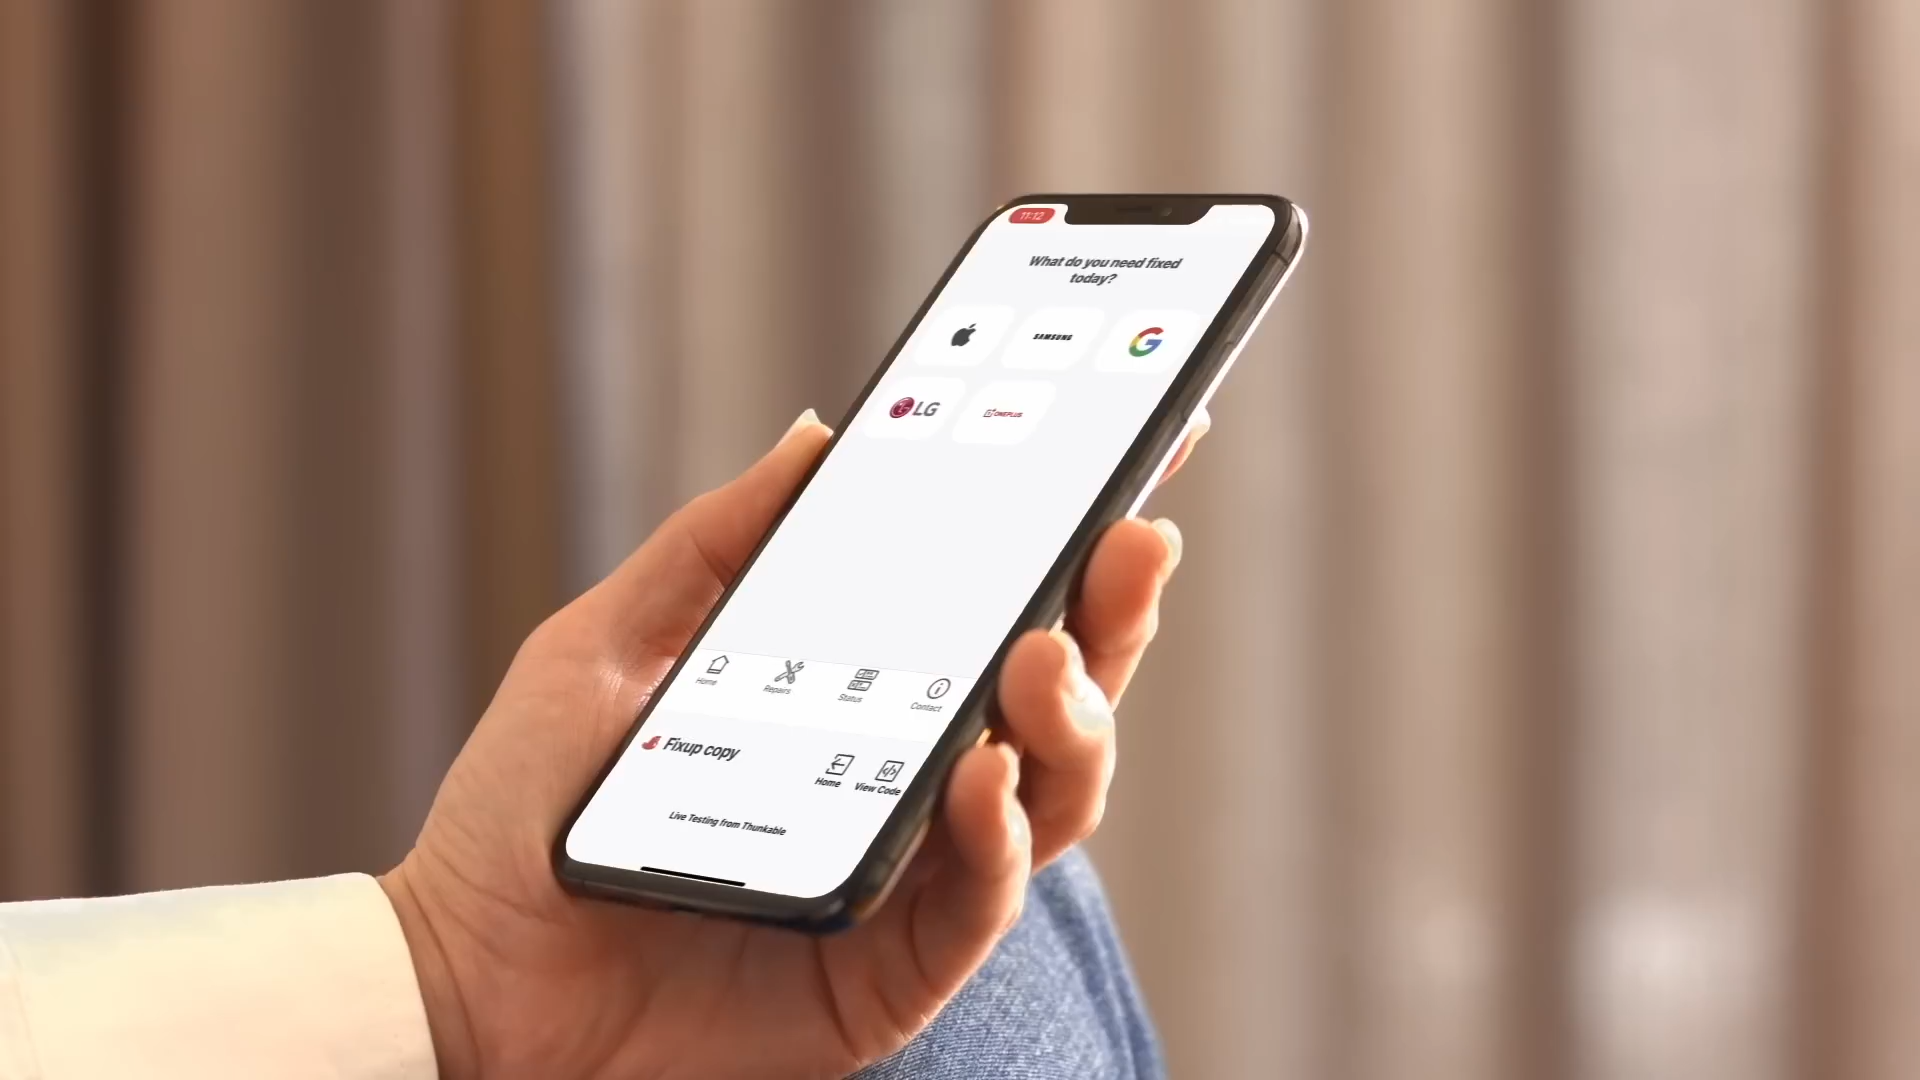 11:12
What do you need fixed
today?
SAMSUNG
G
LG
ONEPLUS
Home
Repairs
Status
Contact
Fixup copy
Home
View Code
Live Testing from Thunkable